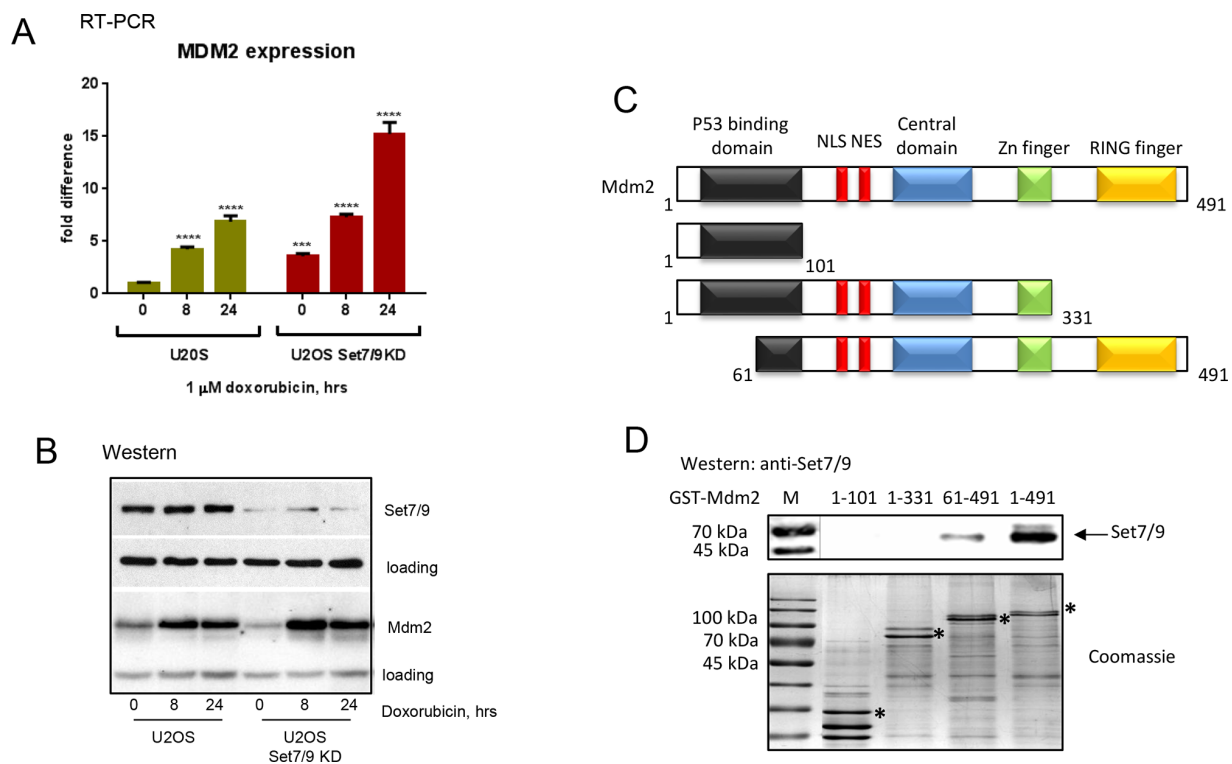 A
RT-PCR
MDM2 expression
fold difference
20
15
10
5
0
****
****
***
****
****
0 8 24 0 8 24
U20S U2OS Set7/9KD
1 µM doxorubicin, hrs
B
Western
Set7/9
loading
Mdm2
loading
0 8 24 0 8 24 Doxorubicin, hrs
U2OS U2OS
Set7/9 KD
C
P53 binding
domain
NLS NES
Central
domain
Zn finger
RING finger
Mdm2
1 491
1 101
1 331
61 491
D
Western: anti-Set7/9
GST-Mdm2 M 1-101 1-331 61-491 1-491
70 kDa
45 kDa
Set7/9
100 kDa
70 kDa
45 kDa
*
*
*
*
Coomassie